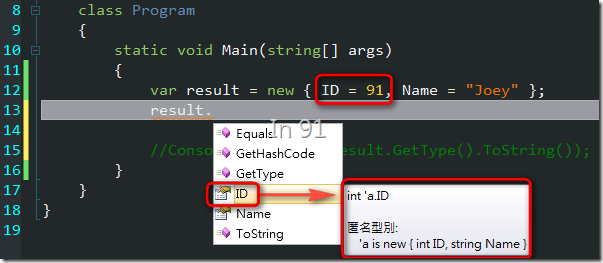 8 class Program
9 {
10 static void Main(string[] args)
11 {
12 var result = new { ID = 91, Name = "Joey" };
13 result.
14
15 //Conso esult.GetType().ToString());
16 }
17 }
18 }
19
Equals
GetHashCode
GetType
ID
Name
ToString
int 'a.ID
匿名型別:
'a is new { int ID, string Name }
In 91